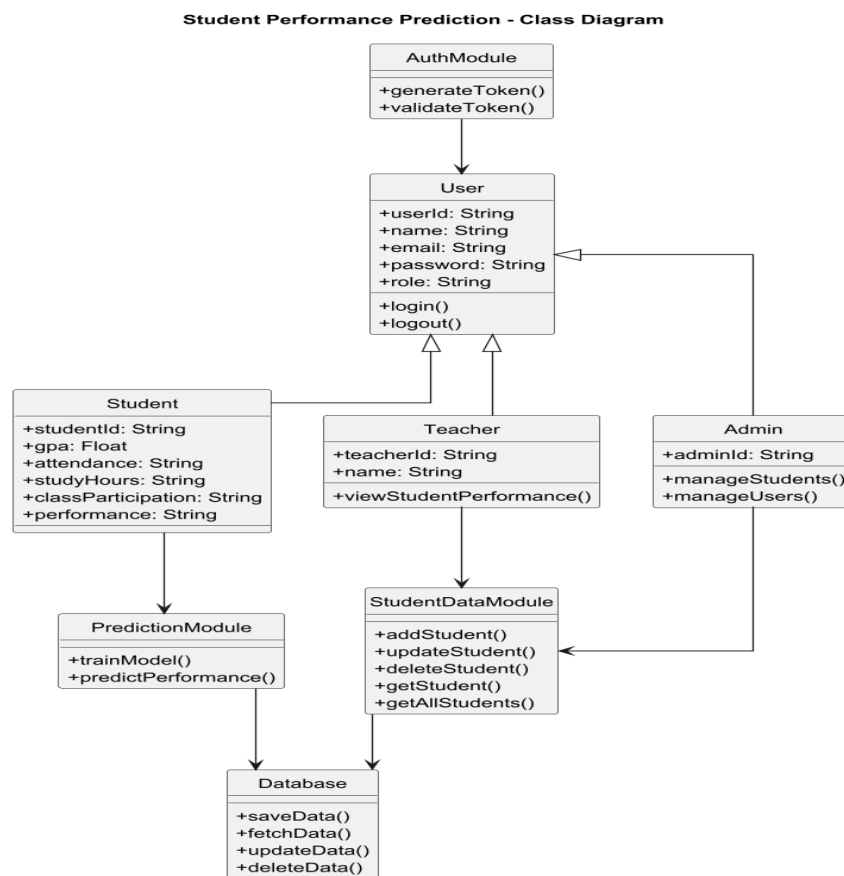 Student Performance Prediction - Class Diagram
AuthModule
+generateToken()
+validateToken()
User
+userId: String
+name: String
+email: String
+password: String
+role: String
+login()
+logout()
Student
+studentId: String
+gpa: Float
+attendance: String
+studyHours: String
+classParticipation: String
+performance: String
Teacher
+teacherId: String
+name: String
+viewStudentPerformance()
Admin
+adminId: String
+manageStudents()
+manageUsers()
PredictionModule
+trainModel()
+predictPerformance()
StudentDataModule
+addStudent()
+updateStudent()
+deleteStudent()
+getStudent()
+getAllStudents()
Database
+saveData()
+fetchData()
+updateData()
+deleteData()